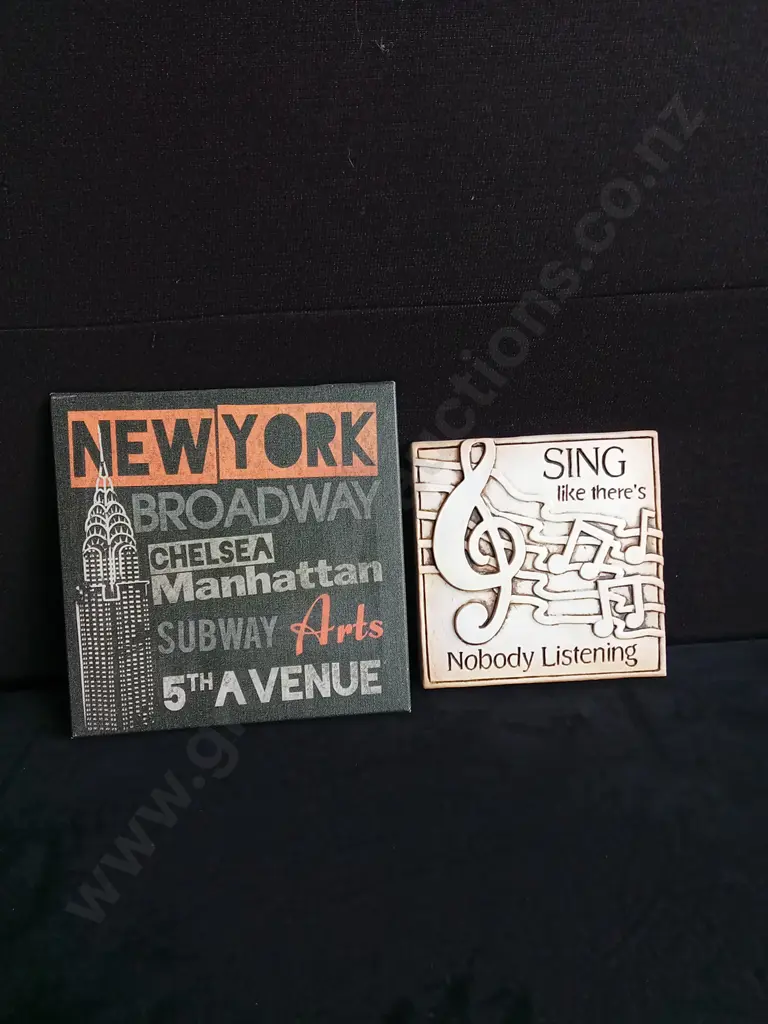 NEW YORK
BROADWAY
CHELSEA
Manhattan
SUBWAY Arts
5TH AVENUE
SING
like there's
Nobody Listening